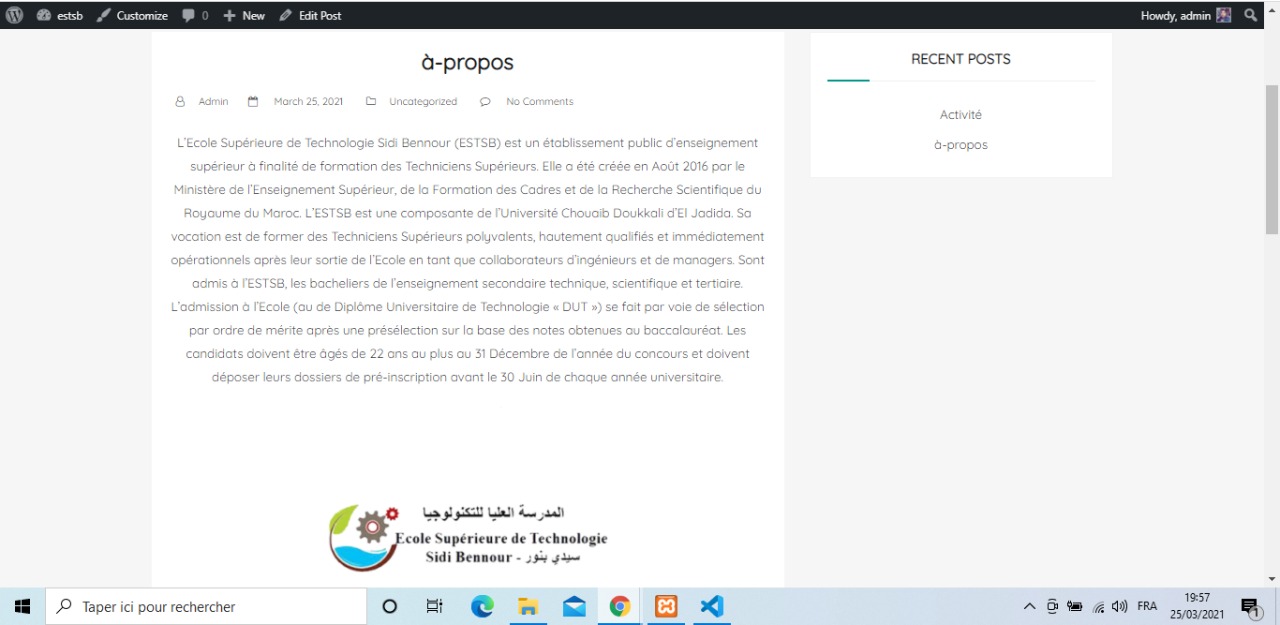 estsb Customize 0 New Edit Post Howdy, admin
à-propos
Admin March 25, 2021 Uncategorized No Comments
L'Ecole Supérieure de Technologie Sidi Bennour (ESTSB) est un établissement public d'enseignement
supérieur à finalité de formation des Techniciens Supérieurs. Elle a été créée en Août 2016 par le
Ministère de l'Enseignement Supérieur, de la Formation des Cadres et de la Recherche Scientifique du
Royaume du Maroc. L'ESTSB est une composante de l'Université Chouaïb Doukkali d'El Jadida. Sa
vocation est de former des Techniciens Supérieurs polyvalents, hautement qualifiés et immédiatement
opérationnels après leur sortie de l'Ecole en tant que collaborateurs d'ingénieurs et de managers. Sont
admis à l'ESTSB, les bacheliers de l'enseignement secondaire technique, scientifique et tertiaire.
L'admission à l'Ecole (au de Diplôme Universitaire de Technologie « DUT ») se fait par voie de sélection
par ordre de mérite après une présélection sur la base des notes obtenues au baccalauréat. Les
candidats doivent être âgés de 22 ans au plus au 31 Décembre de l'année du concours et doivent
déposer leurs dossiers de pré-inscription avant le 30 Juin de chaque année universitaire.
المدرسة العليا للتكنولوجيا
Ecole Supérieure de Technologie
Sidi Bennour - سيدي بنور
RECENT POSTS
Activité
à-propos
Taper ici pour rechercher
FRA
19:57
25/03/2021
1